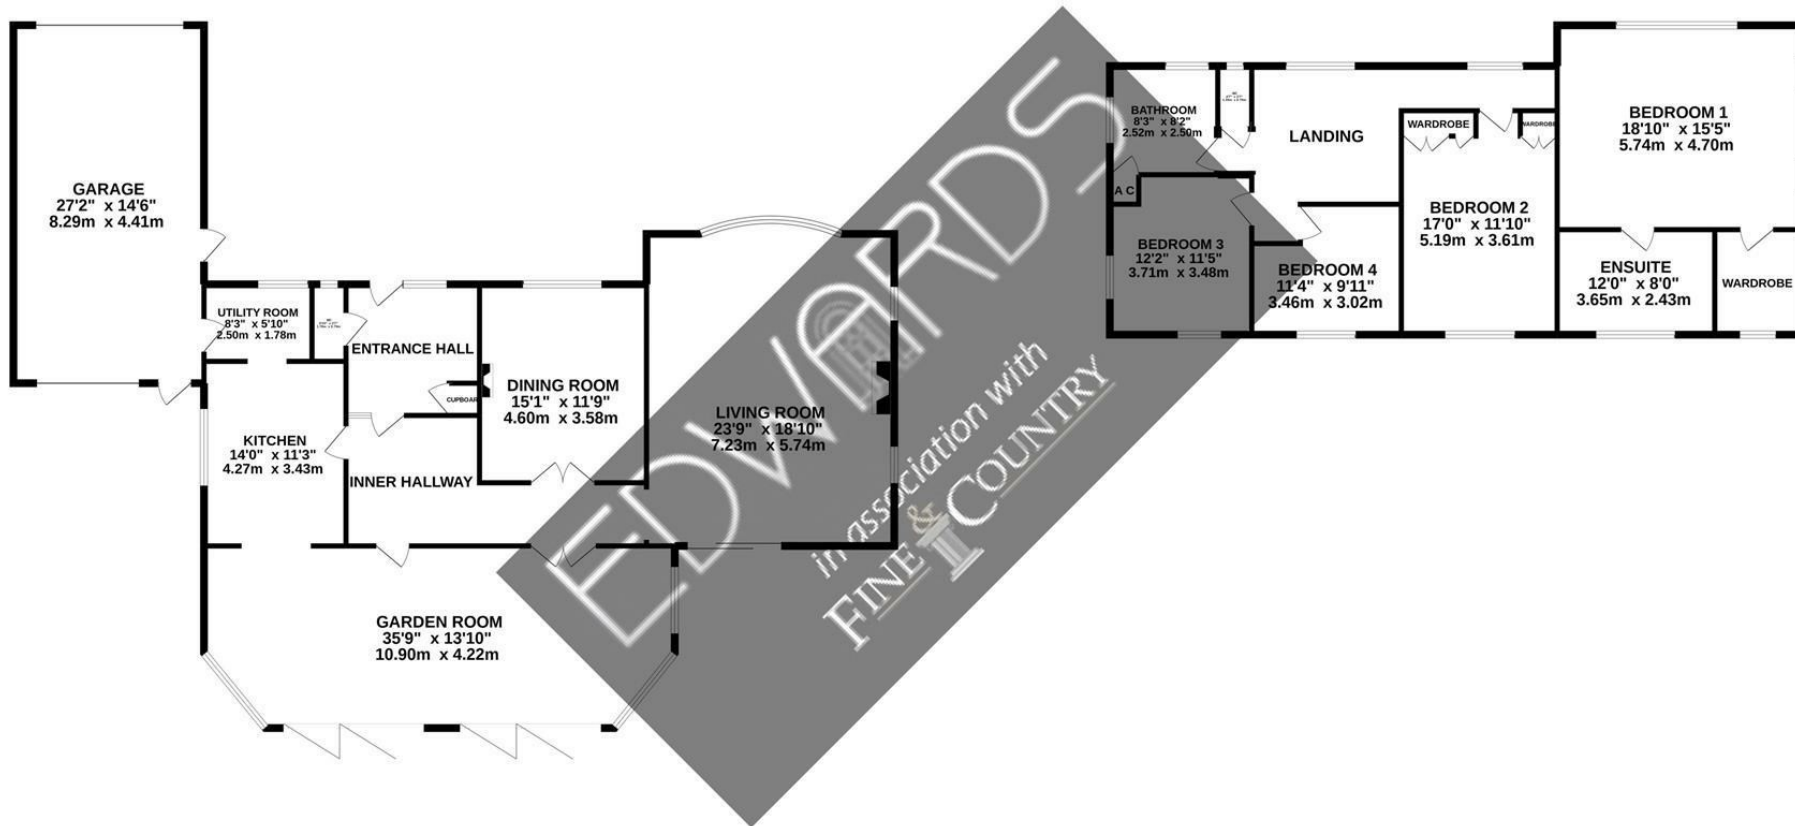 GARAGE
27'2" x 14'6"
8.29m x 4.41m
UTILITY ROOM
8'3" x 5'10"
2.50m x 1.78m
ENTRANCE HALL
CUPBOAR
DINING ROOM
15'1" x 11'9"
4.60m x 3.58m
LIVING ROOM
23'9" x 18'10"
7.23m x 5.74m
KITCHEN
14'0" x 11'3"
4.27m x 3.43m
INNER HALLWAY
GARDEN ROOM
35'9" x 13'10"
10.90m x 4.22m
BATHROOM
8'3" x 8'2"
2.52m x 2.50m
A C
LANDING
WARDROBE
WARDROBE
BEDROOM 1
18'10" x 15'5"
5.74m x 4.70m
BEDROOM 2
17'0" x 11'10"
5.19m x 3.61m
BEDROOM 3
12'2" x 11'5"
3.71m x 3.48m
BEDROOM 4
11'4" x 9'11"
3.46m x 3.02m
ENSUITE
12'0" x 8'0"
3.65m x 2.43m
WARDROBE
EDWARDS
in association with
FINE & COUNTRY